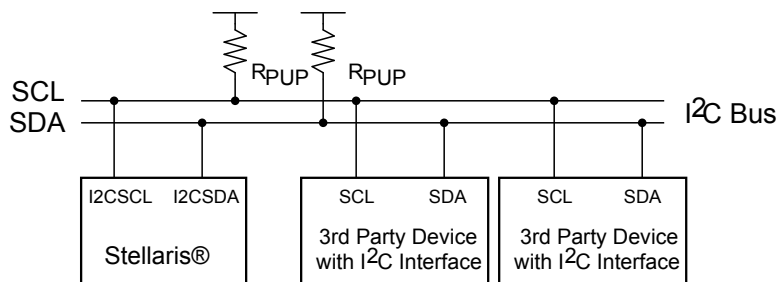 RPUP RPUP
SCL
SDA
I2C Bus
I2CSCL I2CSDA
Stellaris®
SCL SDA
3rd Party Device
with I2C Interface
SCL SDA
3rd Party Device
with I2C Interface